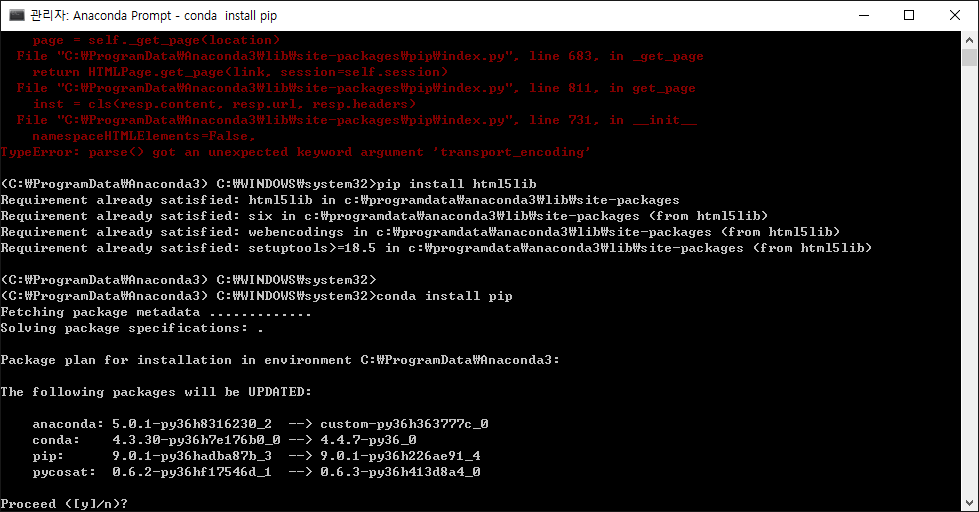 관리자: Anaconda Prompt - conda  install pip
    page = self._get_page(location)
  File "C:₩ProgramData₩Anaconda3₩lib₩site-packages₩pip₩index.py", line 683, in _get_page
    return HTMLPage.get_page(link, session=self.session)
  File "C:₩ProgramData₩Anaconda3₩lib₩site-packages₩pip₩index.py", line 811, in get_page
    inst = cls(resp.content, resp.url, resp.headers)
  File "C:₩ProgramData₩Anaconda3₩lib₩site-packages₩pip₩index.py", line 731, in __init__
    namespaceHTMLElements=False,
TypeError: parse() got an unexpected keyword argument 'transport_encoding'
(C:₩ProgramData₩Anaconda3) C:₩WINDOWS₩system32>pip install html5lib
Requirement already satisfied: html5lib in c:₩programdata₩anaconda3₩lib₩site-packages
Requirement already satisfied: six in c:₩programdata₩anaconda3₩lib₩site-packages (from html5lib)
Requirement already satisfied: webencodings in c:₩programdata₩anaconda3₩lib₩site-packages (from html5lib)
Requirement already satisfied: setuptools>=18.5 in c:₩programdata₩anaconda3₩lib₩site-packages (from html5lib)
(C:₩ProgramData₩Anaconda3) C:₩WINDOWS₩system32>
(C:₩ProgramData₩Anaconda3) C:₩WINDOWS₩system32>conda install pip
Fetching package metadata .............
Solving package specifications: .
Package plan for installation in environment C:₩ProgramData₩Anaconda3:
The following packages will be UPDATED:
    anaconda: 5.0.1-py36h8316230_2  --> custom-py36h363777c_0
    conda:    4.3.30-py36h7e176b0_0 --> 4.4.7-py36_0
    pip:      9.0.1-py36hadba87b_3  --> 9.0.1-py36h226ae91_4
    pycosat:  0.6.2-py36hf17546d_1  --> 0.6.3-py36h413d8a4_0
Proceed ([y]/n)?